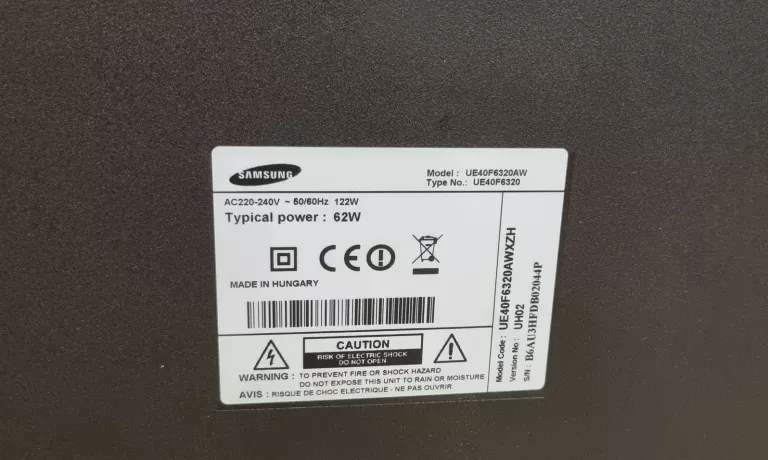 SAMSUNG
Model : UE40F6320AW
Type No.: UE40F6320
AC220-240V ~ 50/60Hz 122W
Typical power : 62W
CE
MADE IN HUNGARY
CAUTION
RISK OF ELECTRIC SHOCK
DO NOT OPEN
WARNING : TO PREVENT FIRE OR SHOCK HAZARD
DO NOT EXPOSE THIS UNIT TO RAIN OR MOISTURE
AVIS : RISQUE DE CHOC ELECTRIQUE - NE PAS OUVRIR
Model Code : UE40F6320AWXZH
Version No : UH02
S/N : B6AU3HFDB02044P